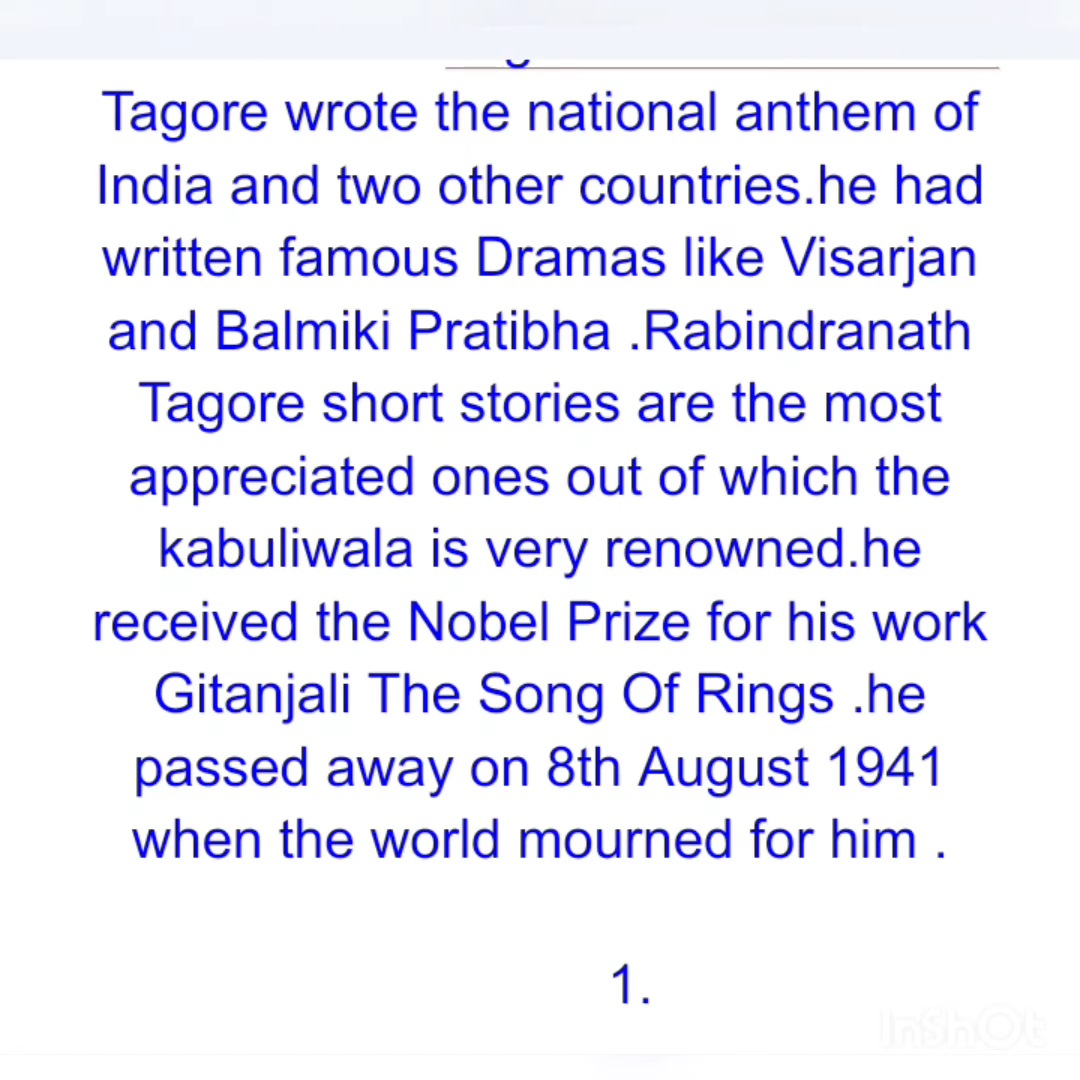 Tagore wrote the national anthem of
India and two other countries.he had
written famous Dramas like Visarjan
and Balmiki Pratibha .Rabindranath
Tagore short stories are the most
appreciated ones out of which the
kabuliwala is very renowned.he
received the Nobel Prize for his work
Gitanjali The Song Of Rings .he
passed away on 8th August 1941
when the world mourned for him .
1.
InShOt